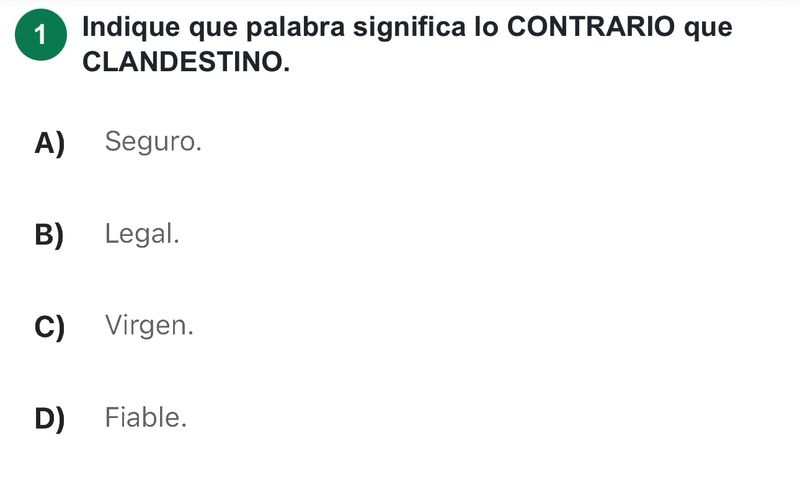 1 Indique que palabra significa lo CONTRARIO que
CLANDESTINO.
A) Seguro.
B) Legal.
C) Virgen.
D) Fiable.